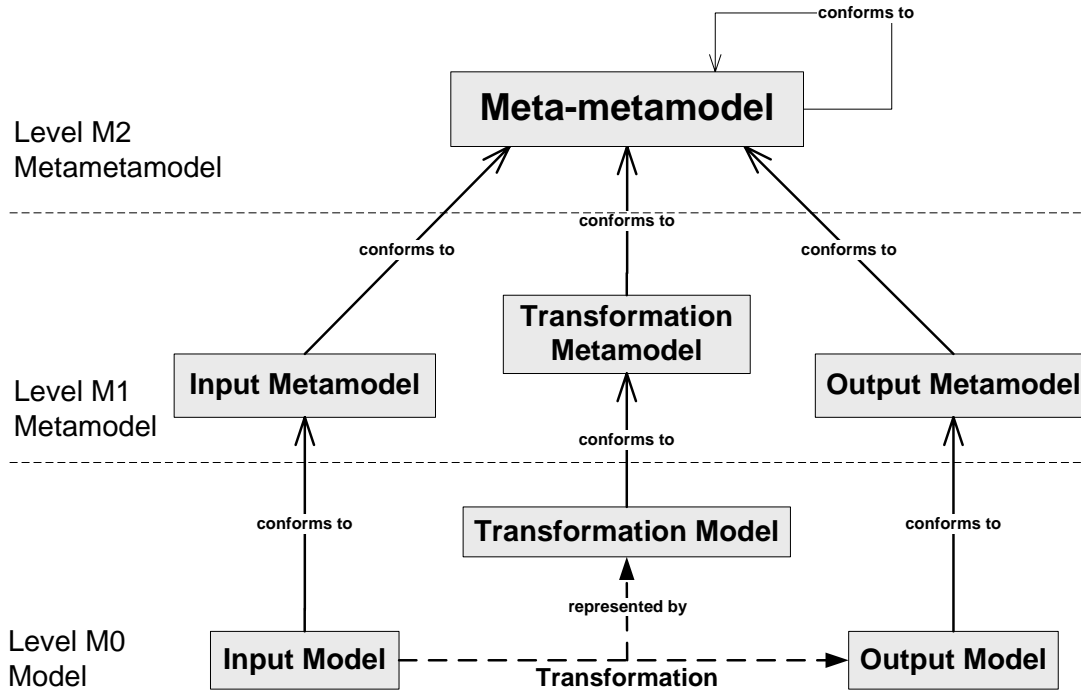 conforms to
Meta-metamodel
Level M2
Metametamodel
conforms to
conforms to
conforms to
Transformation
Metamodel
Input Metamodel
Output Metamodel
Level M1
Metamodel
conforms to
conforms to
conforms to
Transformation Model
represented by
Level M0
Model
Input Model
Transformation
Output Model